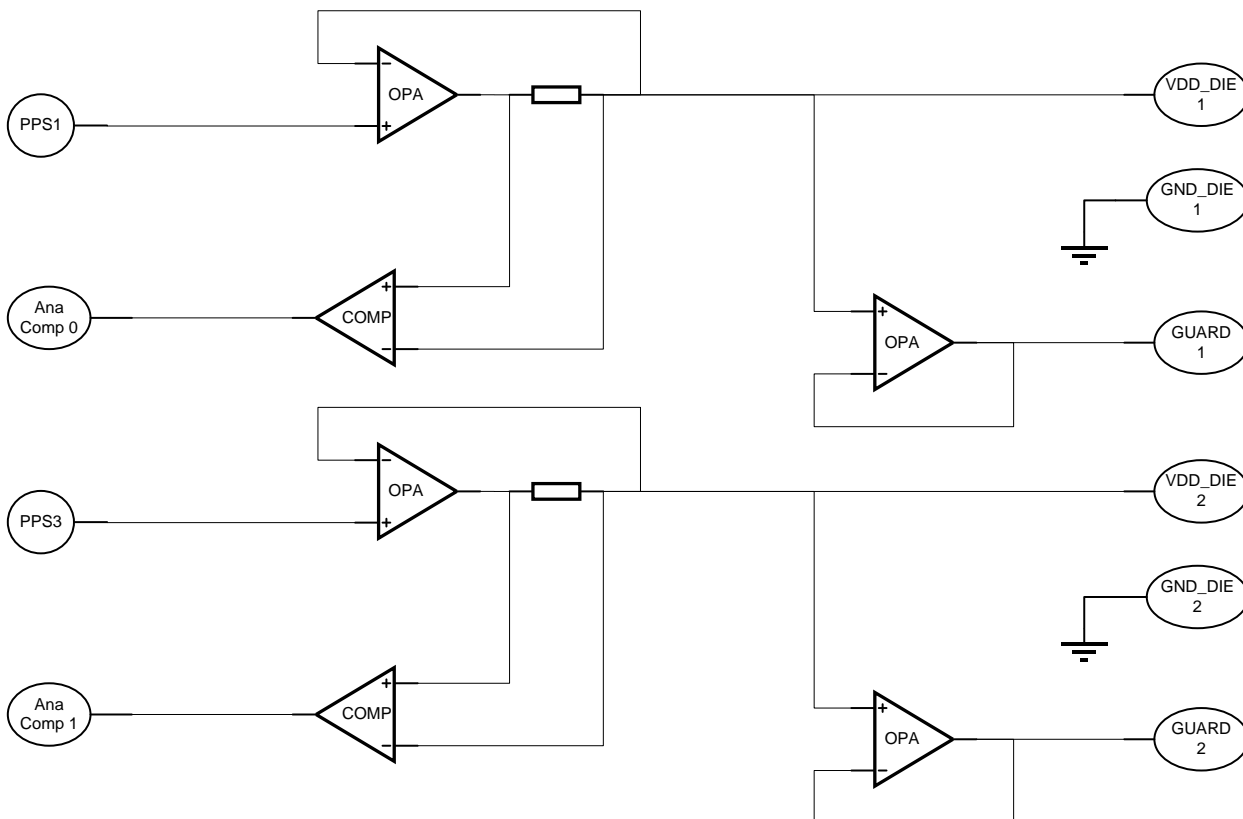 OPA
VDD_DIE
1
PPS1
GND_DIE
1
Ana
Comp 0
COMP
OPA
GUARD
1
OPA
VDD_DIE
2
PPS3
GND_DIE
2
Ana
Comp 1
COMP
OPA
GUARD
2